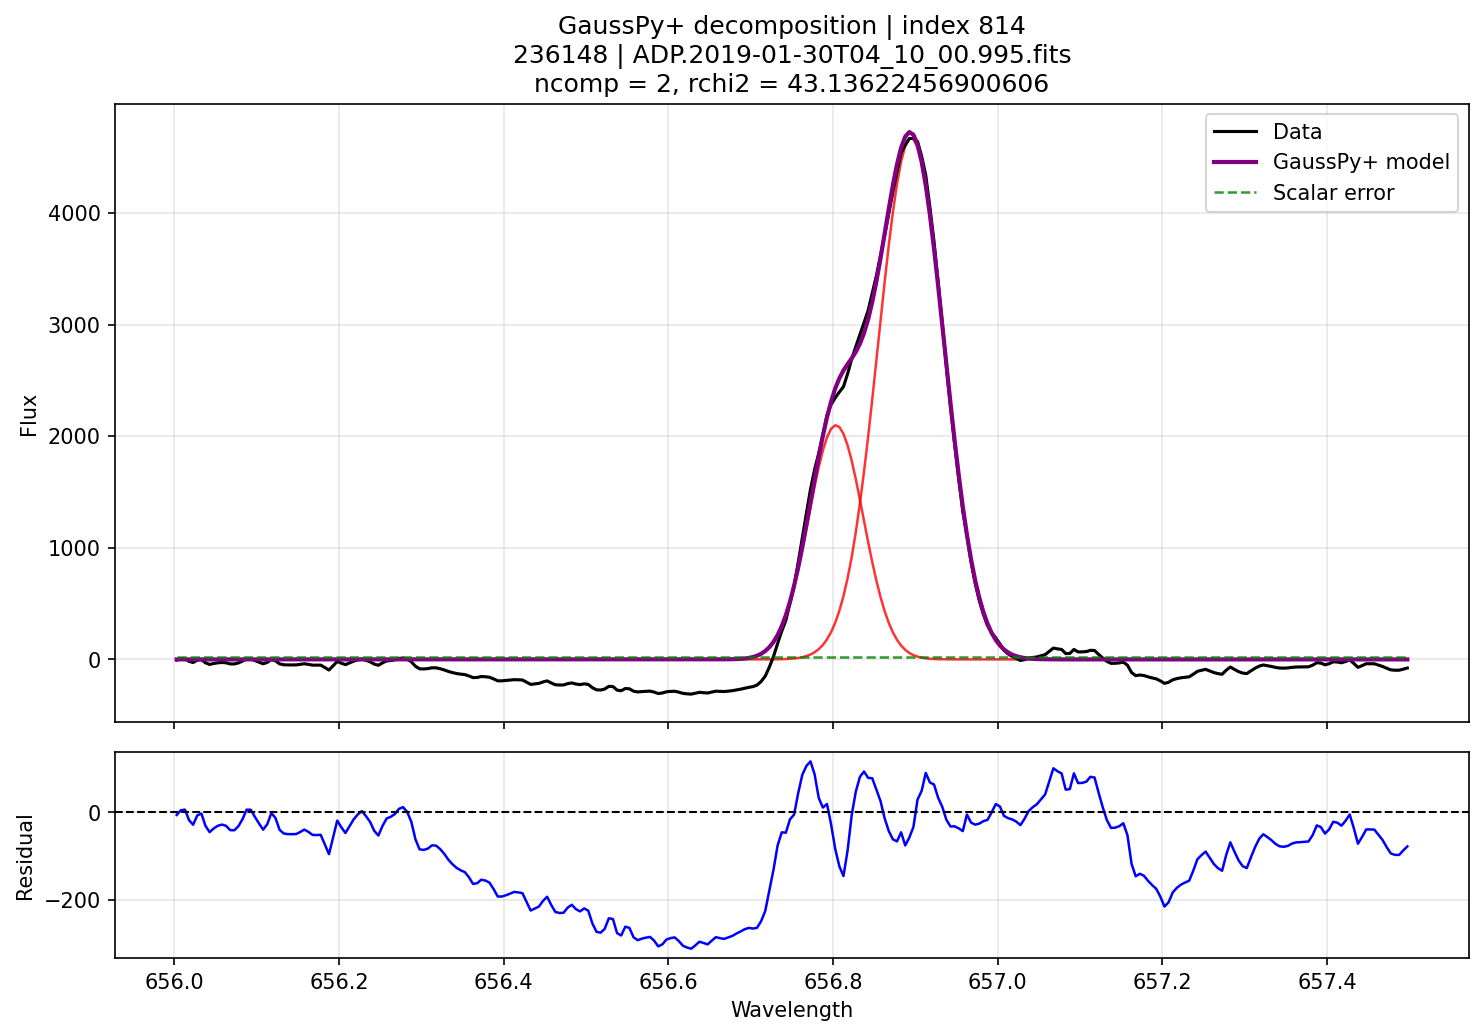 GaussPy+ decomposition | index 814
236148 | ADP.2019-01-30T04_10_00.995.fits
ncomp = 2, rchi2 = 43.13622456900606
Data
GaussPy+ model
Scalar error
Flux
4000
3000
2000
1000
0
Residual
0
−200
656.0 656.2 656.4 656.6 656.8 657.0 657.2 657.4
Wavelength